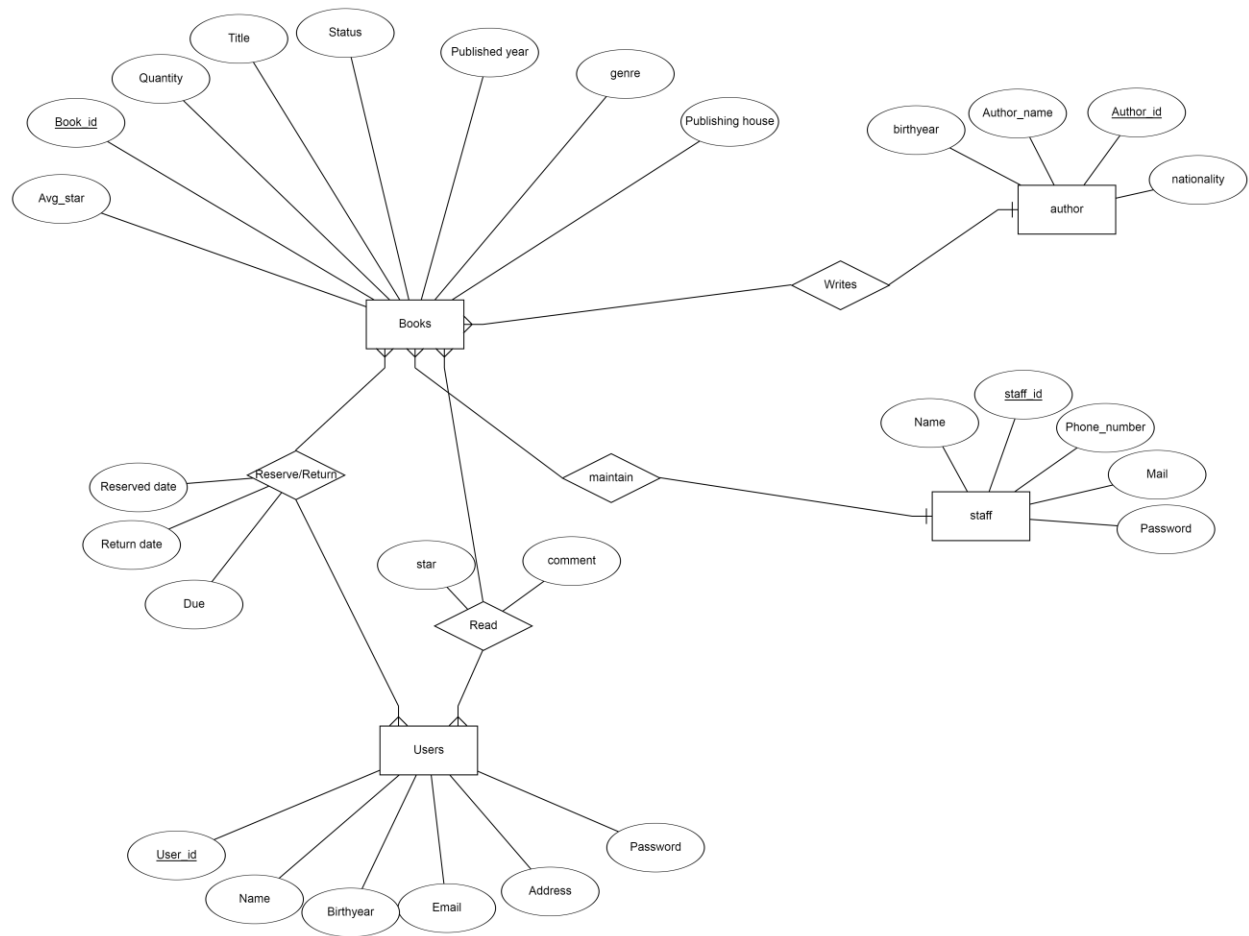 Status
Title
Published year
genre
Quantity
Publishing house
Book_id
Author_name
Author_id
birthyear
nationality
Avg_star
author
Writes
Books
staff_id
Name
Phone_number
Reserve/Return
maintain
Mail
Reserved date
staff
Password
Return date
star
comment
Due
Read
Users
Password
User_id
Address
Name
Email
Birthyear